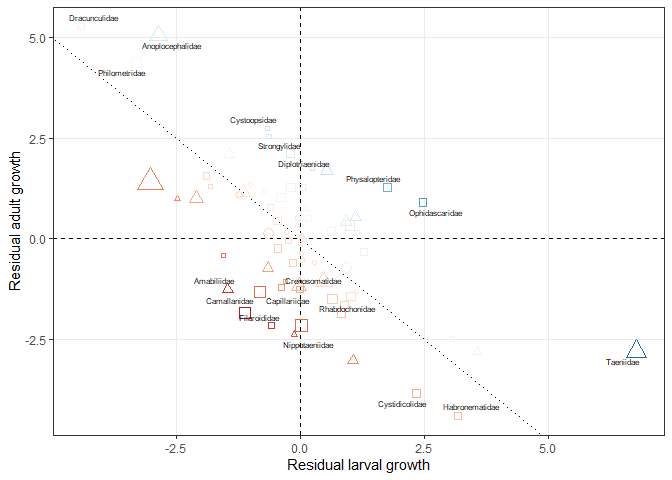 Dracunculidae
5.0
Anoplocephalidae
Philometridae
2.5
Cystoopsidae
Strongylidae
Diplotriaenidae
Physalopteridae
Ophidascaridae
0.0
Amabiliidae
Crenosomatidae
Camallanidae
Capillariidae
Rhabdochonidae
Filaroididae
Nippotaeniidae
-2.5
Taeniidae
Cystidicolidae
Habronematidae
-2.5
0.0
2.5
5.0
Residual larval growth
Residual adult growth